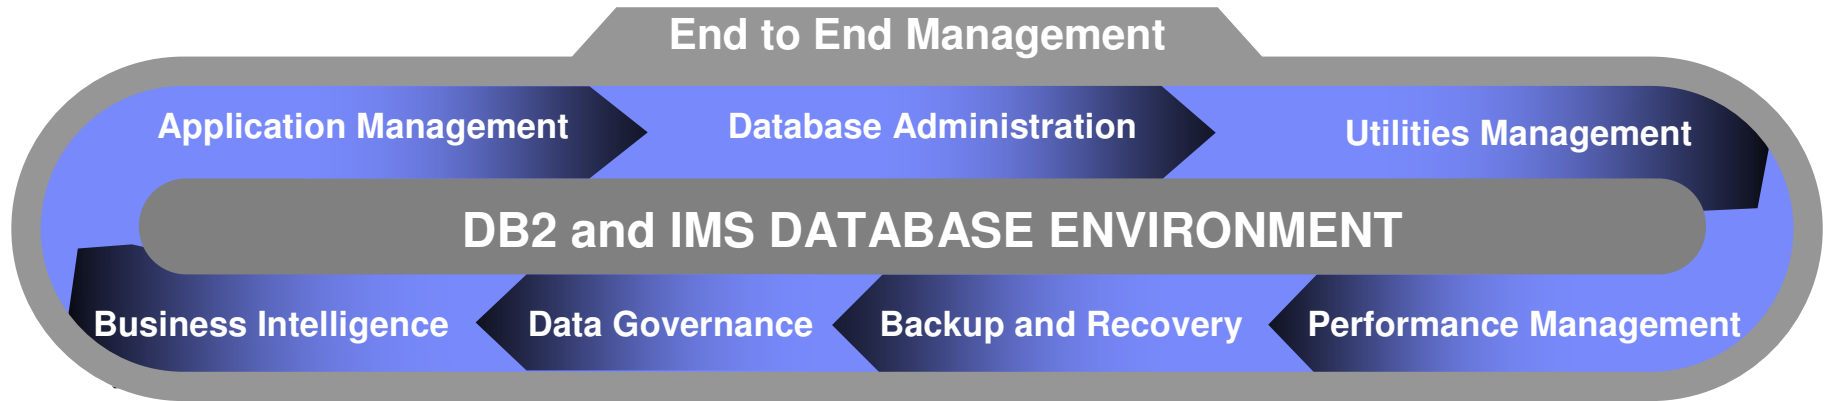 End to End Management
Application Management
Database Administration
Utilities Management
DB2 and IMS DATABASE ENVIRONMENT
Business Intelligence
Data Governance
Backup and Recovery
Performance Management